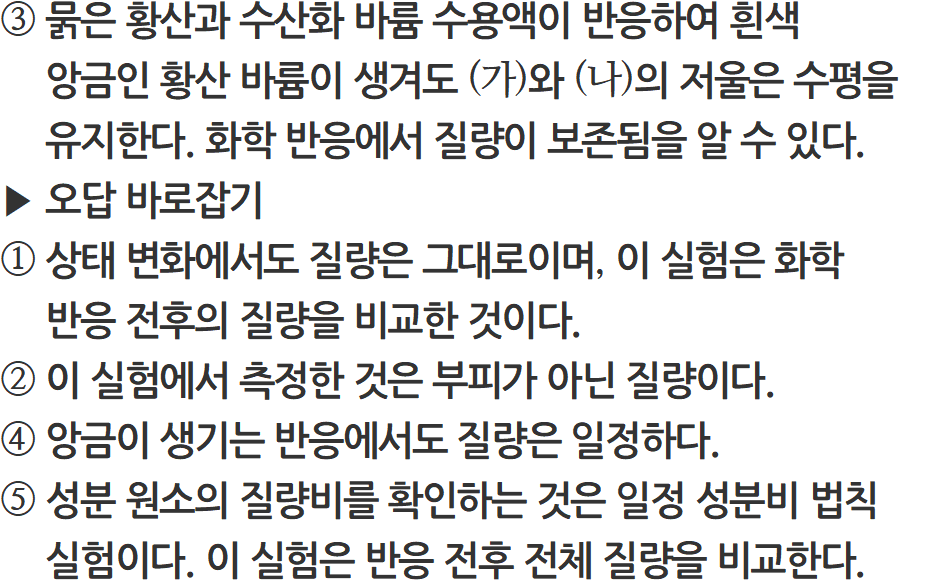 ③ 묽은 황산과 수산화 바륨 수용액이 반응하여 흰색
앙금인 황산 바륨이 생겨도 (가)와 (나)의 저울은 수평을
유지한다. 화학 반응에서 질량이 보존됨을 알 수 있다.
▶ 오답 바로잡기
① 상태 변화에서도 질량은 그대로이며, 이 실험은 화학
반응 전후의 질량을 비교한 것이다.
② 이 실험에서 측정한 것은 부피가 아닌 질량이다.
④ 앙금이 생기는 반응에서도 질량은 일정하다.
⑤ 성분 원소의 질량비를 확인하는 것은 일정 성분비 법칙
실험이다. 이 실험은 반응 전후 전체 질량을 비교한다.